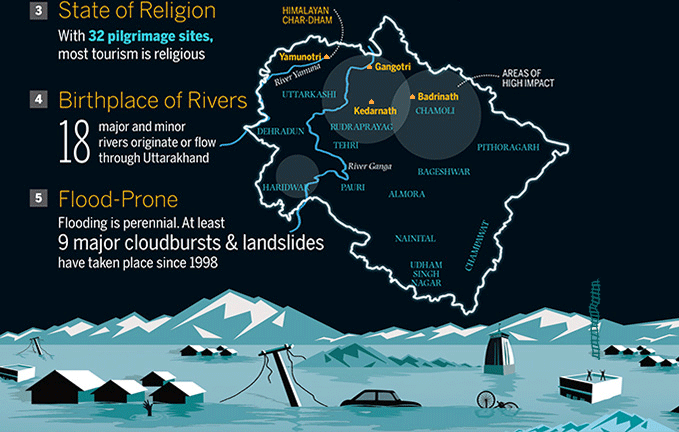 3 State of Religion
With 32 pilgrimage sites,
most tourism is religious
4 Birthplace of Rivers
18 major and minor
rivers originate or flow
through Uttarakhand
5 Flood-Prone
Flooding is perennial. At least
9 major cloudbursts & landslides
have taken place since 1998
HIMALAYAN
CHAR-DHAM
Yamunotri
River Yamuna
Gangotri
AREAS OF
HIGH IMPACT
UTTARKASHI
Kedarnath
Badrinath
CHAMOLI
DEHRADUN
RUDRAPRAYAG
TEHRI
PITHORAGARH
River Ganga
BAGESHWAR
HARIDWAR
PAURI
ALMORA
NAINITAL
CHAMPAWAT
UDHAM
SINGH
NAGAR